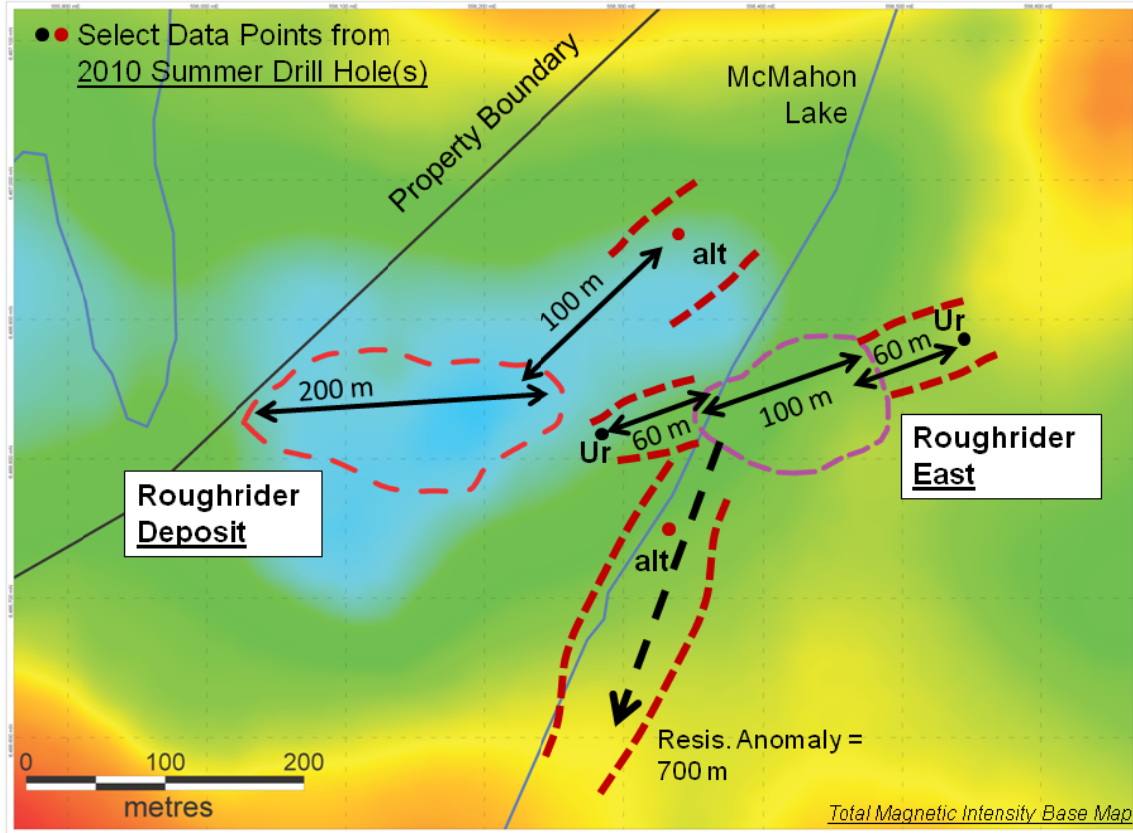 Select Data Points from
2010 Summer Drill Hole(s)
Property Boundary
McMahon
Lake
alt
100 m
200 m
Ur
60 m
100 m
60 m
Ur
Roughrider
Deposit
Roughrider
East
alt
Resis. Anomaly =
700 m
0 100 200
metres
Total Magnetic Intensity Base Map